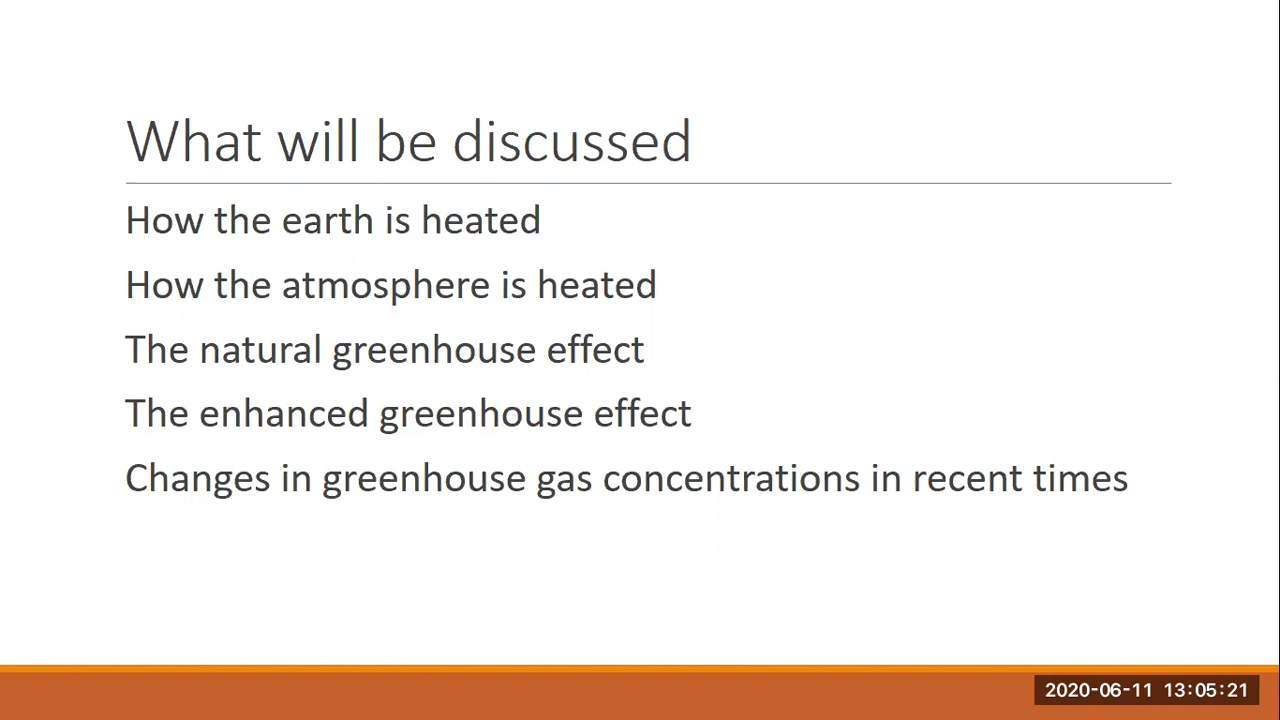 What will be discussed
How the earth is heated
How the atmosphere is heated
The natural greenhouse effect
The enhanced greenhouse effect
Changes in greenhouse gas concentrations in recent times
2020-06-11 13:05:21